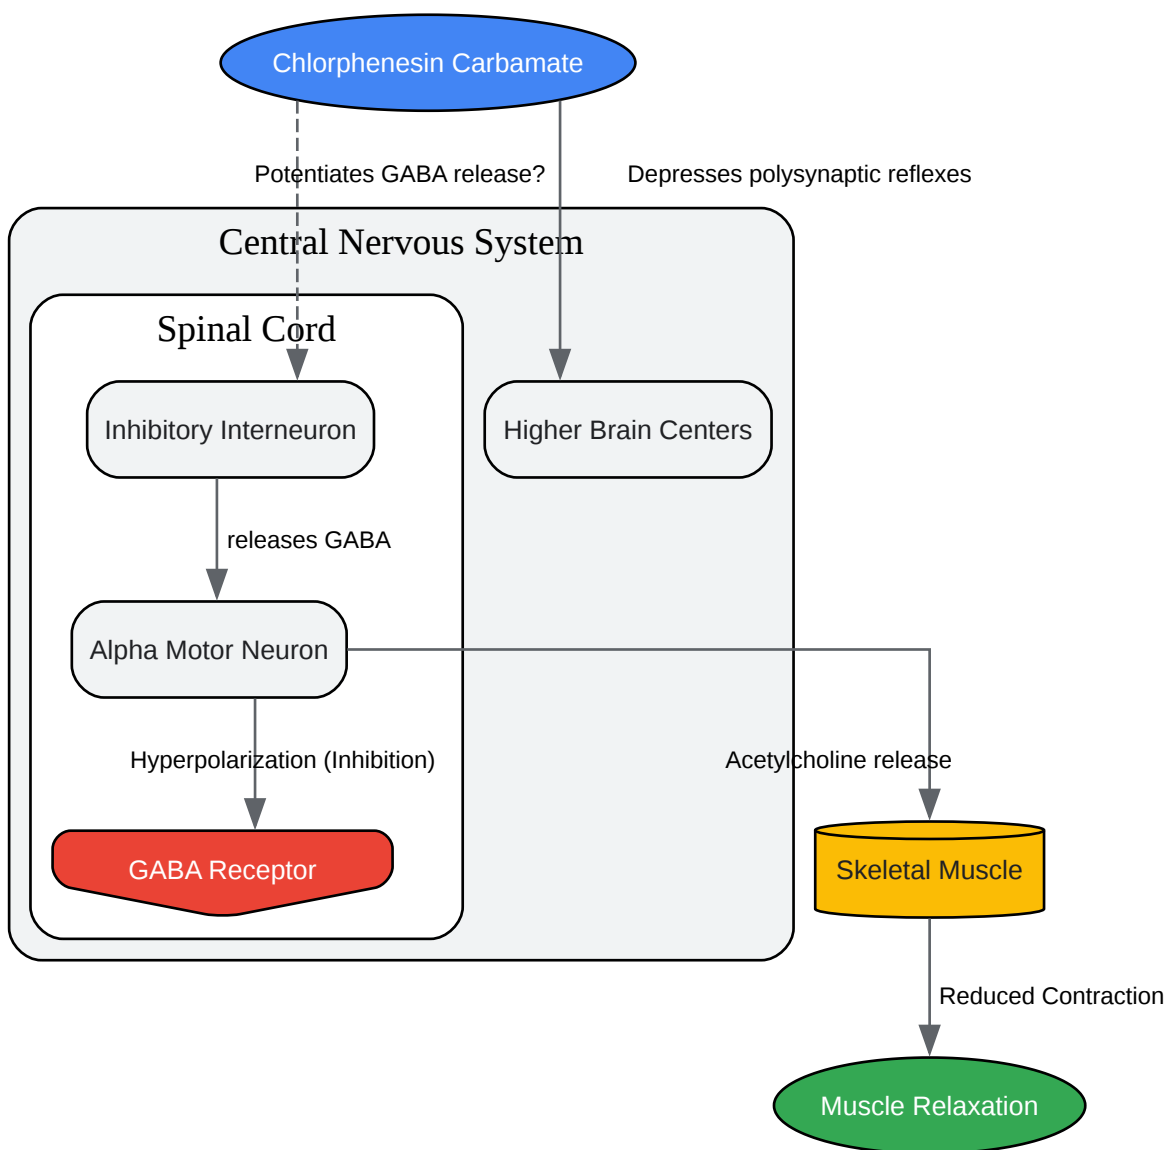 Chlorphenesin Carbamate
Potentiates GABA release?
Depresses polysynaptic reflexes
Central Nervous System
Spinal Cord
Inhibitory Interneuron
Higher Brain Centers
releases GABA
Alpha Motor Neuron
Hyperpolarization (Inhibition)
Acetylcholine release
GABA Receptor
Skeletal Muscle
Reduced Contraction
Muscle Relaxation